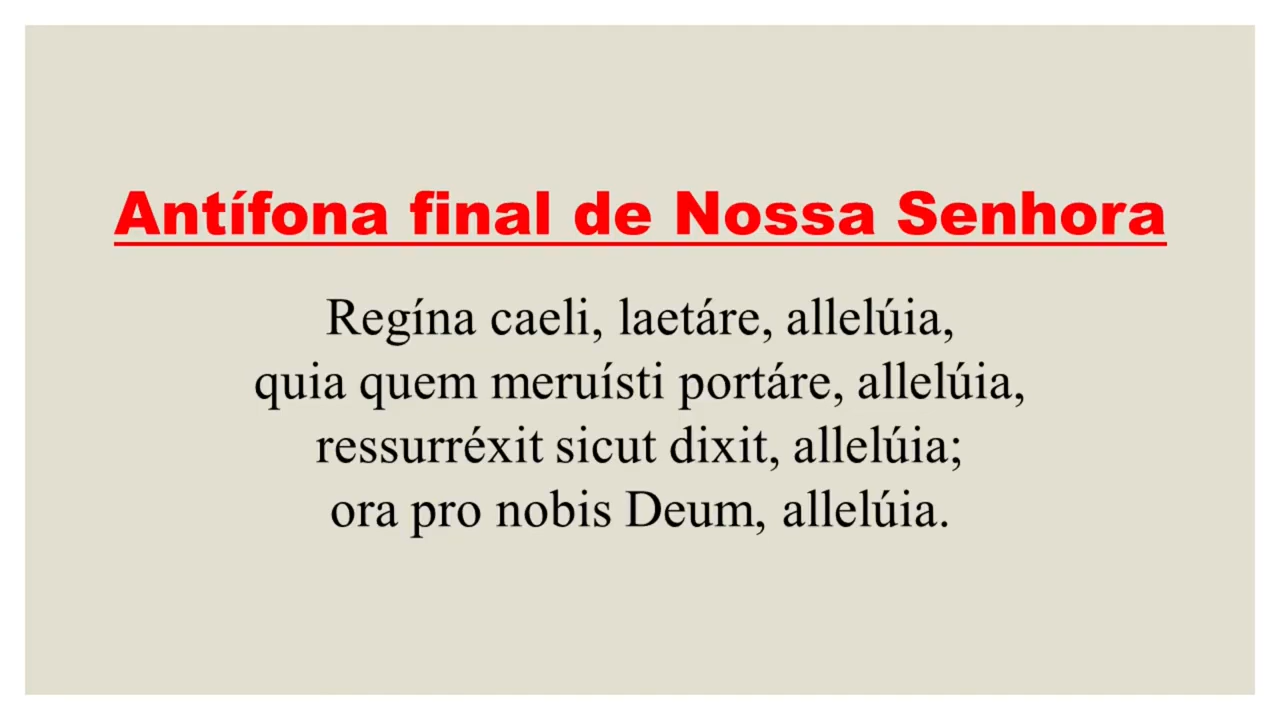 Antífona final de Nossa Senhora
Regína caeli, laetáre, allelúia,
quia quem meruísti portáre, allelúia,
ressurréxit sicut dixit, allelúia;
ora pro nobis Deum, allelúia.